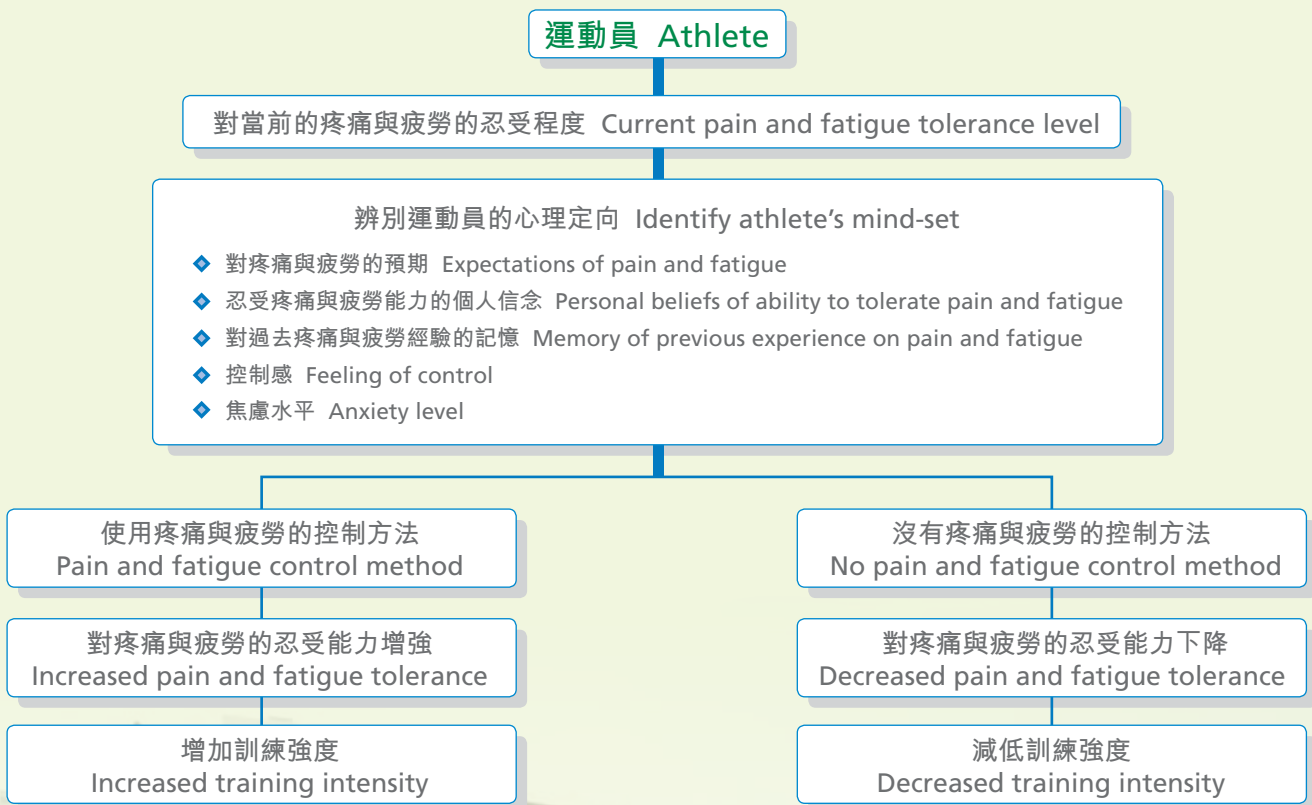 運動員 Athlete
對當前的疼痛與疲勞的忍受程度 Current pain and fatigue tolerance level
辨別運動員的心理定向 Identify athlete’s mind-set
對疼痛與疲勞的預期 Expectations of pain and fatigue
忍受疼痛與疲勞能力的個人信念 Personal beliefs of ability to tolerate pain and fatigue
對過去疼痛與疲勞經驗的記憶 Memory of previous experience on pain and fatigue
控制感 Feeling of control
焦慮水平 Anxiety level
使用疼痛與疲勞的控制方法
Pain and fatigue control method
對疼痛與疲勞的忍受能力增強
Increased pain and fatigue tolerance
增加訓練強度
Increased training intensity
沒有疼痛與疲勞的控制方法
No pain and fatigue control method
對疼痛與疲勞的忍受能力下降
Decreased pain and fatigue tolerance
減低訓練強度
Decreased training intensity